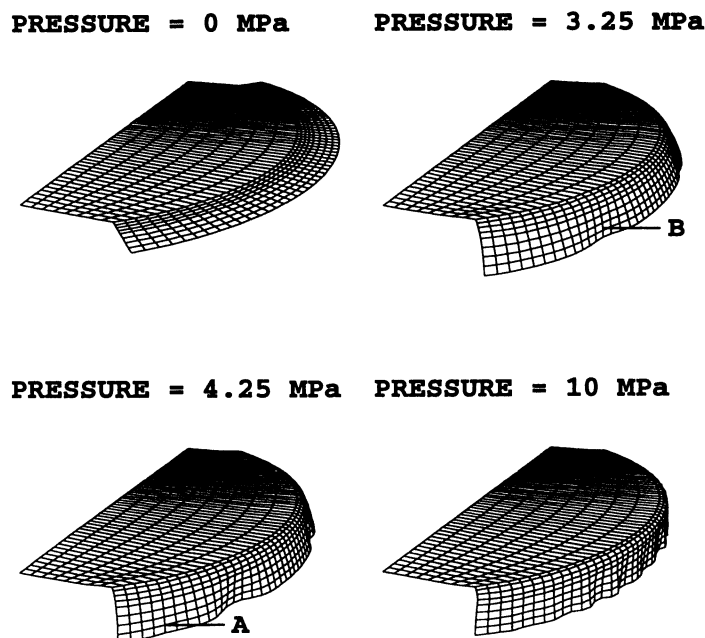 PRESSURE = 0 MPa
PRESSURE = 3.25 MPa
B
PRESSURE = 4.25 MPa
PRESSURE = 10 MPa
A